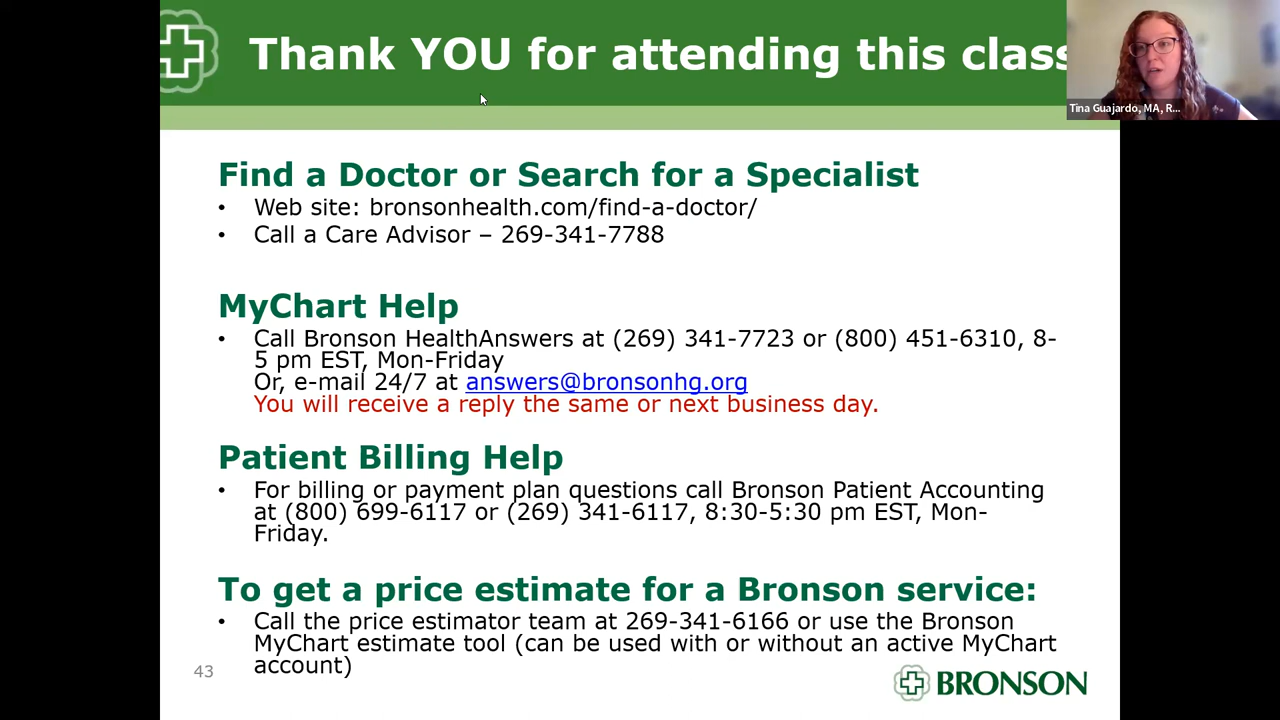 Thank YOU for attending this class
Tina Guajardo, MA, R...
Find a Doctor or Search for a Specialist
• Web site: bronsonhealth.com/find-a-doctor/
• Call a Care Advisor – 269-341-7788
MyChart Help
• Call Bronson HealthAnswers at (269) 341-7723 or (800) 451-6310, 8-
5 pm EST, Mon-Friday
Or, e-mail 24/7 at answers@bronsonhg.org
You will receive a reply the same or next business day.
Patient Billing Help
• For billing or payment plan questions call Bronson Patient Accounting
at (800) 699-6117 or (269) 341-6117, 8:30-5:30 pm EST, Mon-
Friday.
To get a price estimate for a Bronson service:
• Call the price estimator team at 269-341-6166 or use the Bronson
MyChart estimate tool (can be used with or without an active MyChart
account)
43
BRONSON